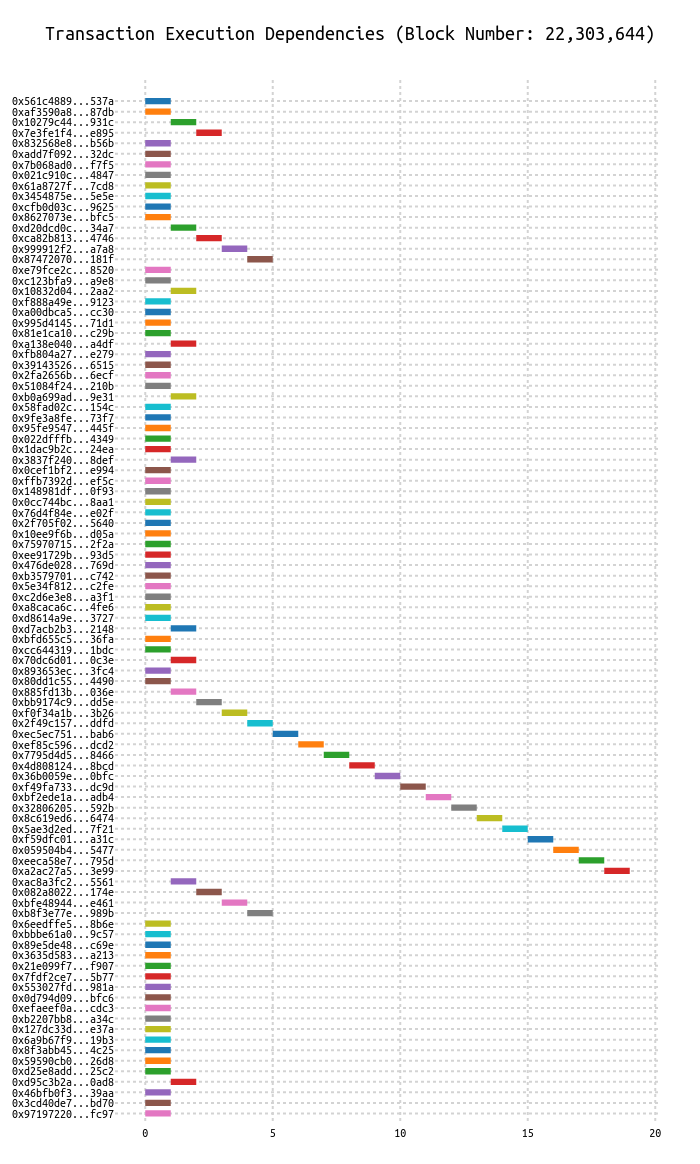 Transaction Execution Dependencies (Block Number: 22,303,644)
0x561c4889...537a
0xaf3590a8...87db
0x10279c44...931c
0x7e3fe1f4...e895
0x832568e8...b56b
0xadd7f092...32dc
0x7b068ad0...f7f5
0x021c910c...4847
0x61a8727f...7cd8
0x3454875e...5e5e
0xcfb0d03c...9625
0x8627073e...bfc5
0xd20dcd0c...34a7
0xca82b813...4746
0x999912f2...a7a8
0x87472070...181f
0xe79fce2c...8520
0xc123bfa9...a9e8
0x10832d04...2aa2
0xf888a49e...9123
0xa00dbca5...cc30
0x995d4145...71d1
0x81e1ca10...c29b
0xa138e040...a4df
0xfb804a27...e279
0x39143526...6515
0x2fa2656b...6ecf
0x51084f24...210b
0xb0a699ad...9e31
0x58fad02c...154c
0x9fe3a8fe...73f7
0x95fe9547...445f
0x022dfffb...4349
0x1dac9b2c...24ea
0x3837f240...8def
0x0cef1bf2...e994
0xffb7392d...ef5c
0x148981df...0f93
0x0cc744bc...8aa1
0x76d4f84e...e02f
0x2f705f02...5640
0x10ee9f6b...d05a
0x75970715...2f2a
0xee91729b...93d5
0x476de028...769d
0xb3579701...c742
0x5e34f812...c2fe
0xc2d6e3e8...a3f1
0xa8caca6c...4fe6
0xd8614a9e...3727
0xd7acb2b3...2148
0xbfd655c5...36fa
0xcc644319...1bdc
0x70dc6d01...0c3e
0x893653ec...3fc4
0x80dd1c55...4490
0x885fd13b...036e
0xbb9174c9...dd5e
0xf0f34a1b...3b26
0x2f49c157...ddfd
0xec5ec751...bab6
0xef85c596...dcd2
0x7795d4d5...8466
0x4d808124...8bcd
0x36b0059e...0bfc
0xf49fa733...dc9d
0xbf2ede1a...adb4
0x32806205...592b
0x8c619ed6...6474
0x5ae3d2ed...7f21
0xf59dfc01...a31c
0x059504b4...5477
0xeeca58e7...795d
0xa2ac27a5...3e99
0xac8a3fc2...5561
0x082a8022...174e
0xbfe48944...e461
0xb8f3e77e...989b
0x6eedffe5...8b6e
0xbbbe61a0...9c57
0x89e5de48...c69e
0x3635d583...a213
0x21e099f7...f907
0x7fdf2ce7...5b77
0x553027fd...981a
0x0d794d09...bfc6
0xefaeef0a...cdc3
0xb2207bb8...a34c
0x127dc33d...e37a
0x6a9b67f9...19b3
0x8f3abb45...4c25
0x59590cb0...26d8
0xd25e8add...25c2
0xd95c3b2a...0ad8
0x46bfb0f3...39aa
0x3cd40de7...bd70
0x97197220...fc97
0 5 10 15 20